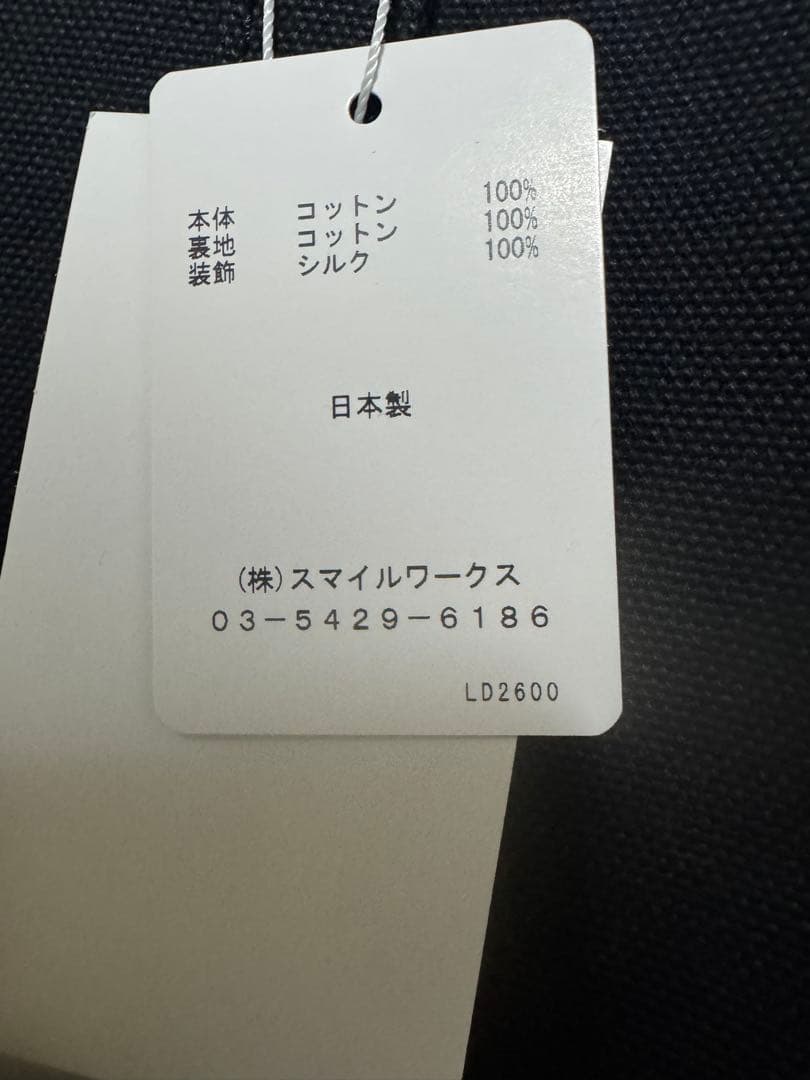 本体 コットン 100%
裏地 コットン 100%
装飾 シルク 100%
日本製
(株)スマイルワークス
03-5429-6186
LD2600